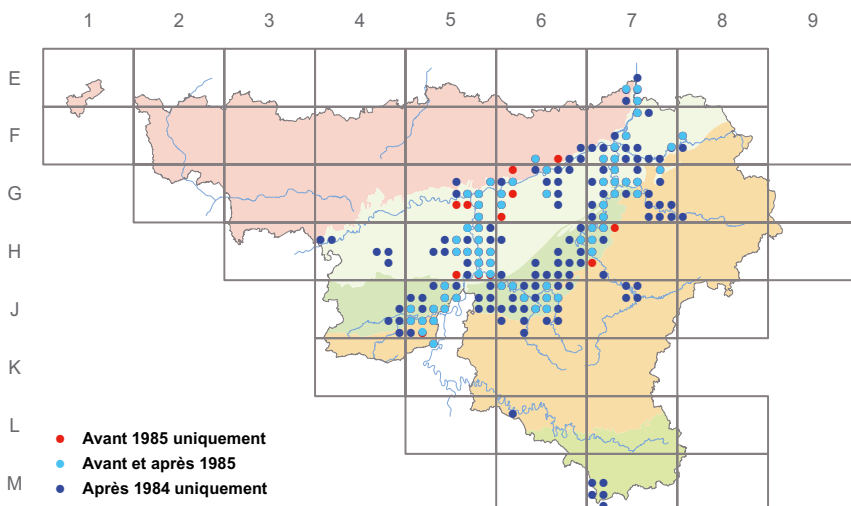 1 2 3 4 5 6 7 8 9
E
F
G
H
J
K
L
M
Avant 1985 uniquement
Avant et après 1985
Après 1984 uniquement